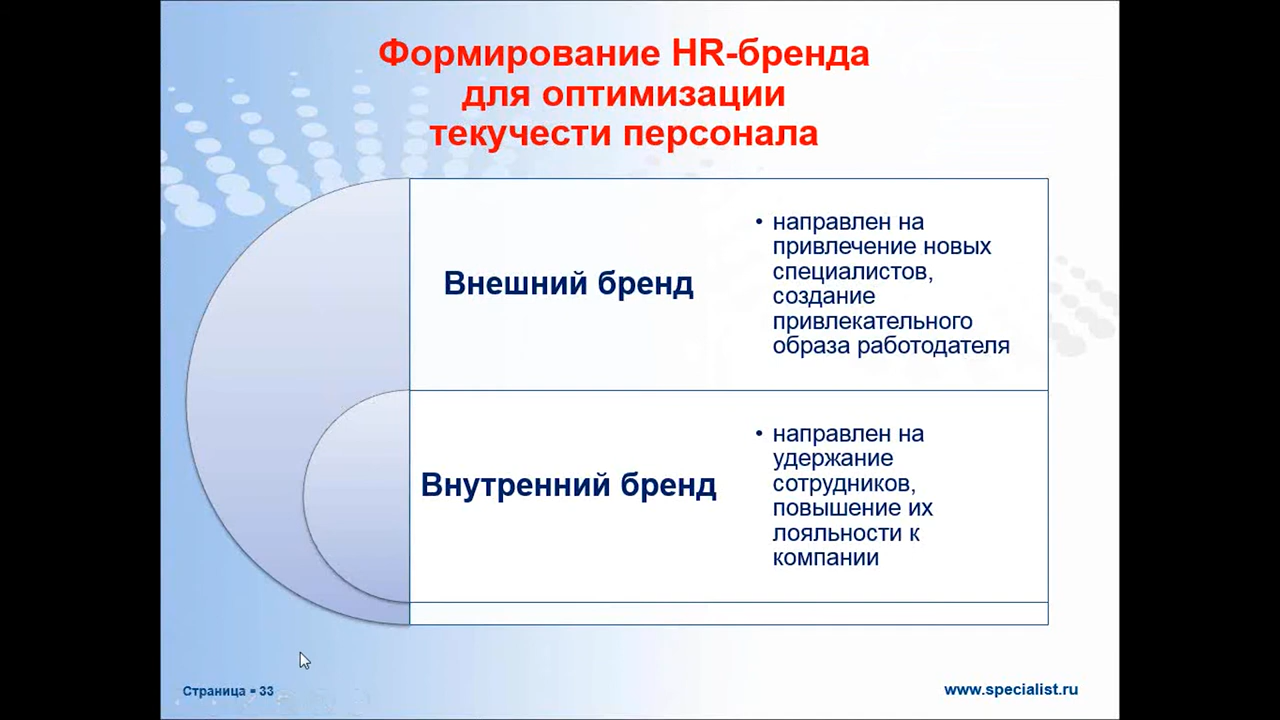 Формирование HR-бренда
для оптимизации
текучести персонала
Внешний бренд
• направлен на
привлечение новых
специалистов,
создание
привлекательного
образа работодателя
Внутренний бренд
• направлен на
удержание
сотрудников,
повышение их
лояльности к
компании
Страница ▪ 33
www.specialist.ru